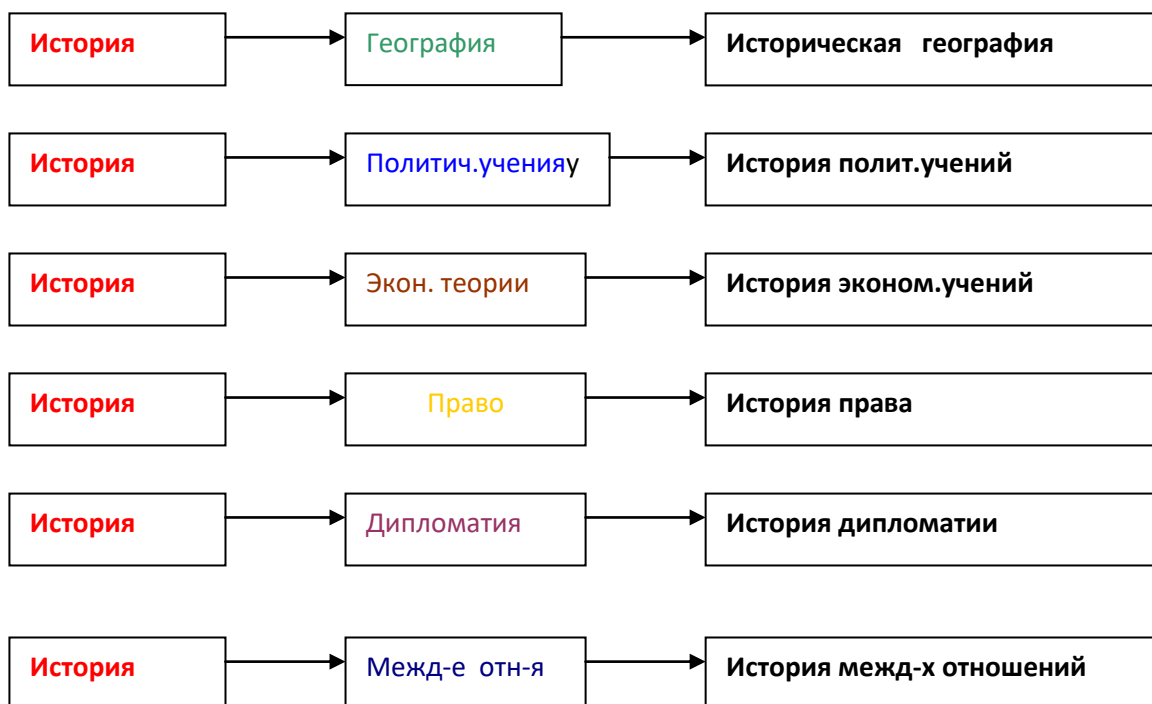 История География Историческая география
История Политич.ученияу История полит.учений
История Экон. теории История эконом.учений
История Право История права
История Дипломатия История дипломатии
История Межд-е отн-я История межд-х отношений